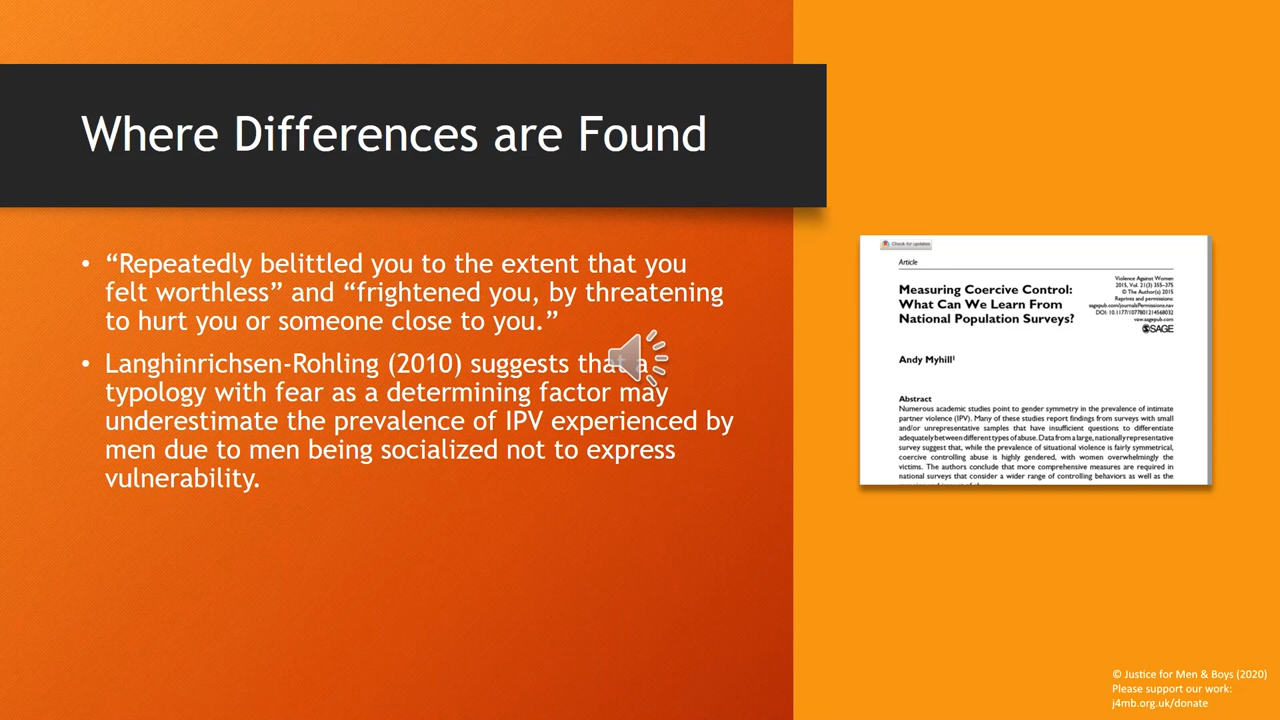 Where Differences are Found
• “Repeatedly belittled you to the extent that you
felt worthless” and “frightened you, by threatening
to hurt you or someone close to you.”
• Langhinrichsen-Rohling (2010) suggests that a
typology with fear as a determining factor may
underestimate the prevalence of IPV experienced by
men due to men being socialized not to express
vulnerability.
Check for updates
Article
Measuring Coercive Control:
What Can We Learn From
National Population Surveys?
Violence Against Women
2015, Vol. 21(3) 355–375
© The Author(s) 2015
Reprints and permissions:
sagepub.com/journalsPermissions.nav
DOI: 10.1177/1077801214568032
vaw.sagepub.com
SAGE
Andy Myhill¹
Abstract
Numerous academic studies point to gender symmetry in the prevalence of intimate
partner violence (IPV). Many of these studies report findings from surveys with small
and/or unrepresentative samples that have insufficient questions to differentiate
adequately between different types of abuse. Data from a large, nationally representative
survey suggest that, while the prevalence of situational violence is fairly symmetrical,
coercive controlling abuse is highly gendered, with women overwhelmingly the
victims. The authors conclude that more comprehensive measures are required in
national surveys that consider a wider range of controlling behaviors as well as the
© Justice for Men & Boys (2020)
Please support our work:
j4mb.org.uk/donate